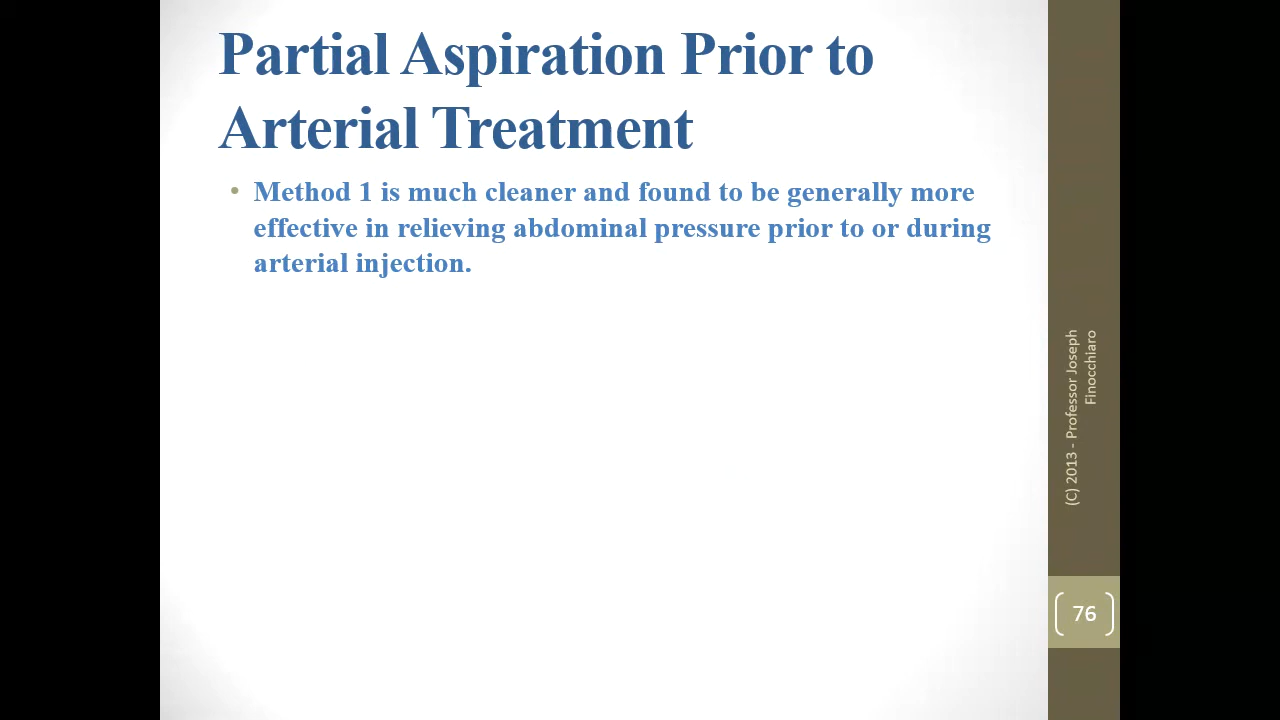 Partial Aspiration Prior to
Arterial Treatment
• Method 1 is much cleaner and found to be generally more
effective in relieving abdominal pressure prior to or during
arterial injection.
(C) 2013 - Professor Joseph
Finocchiaro
76